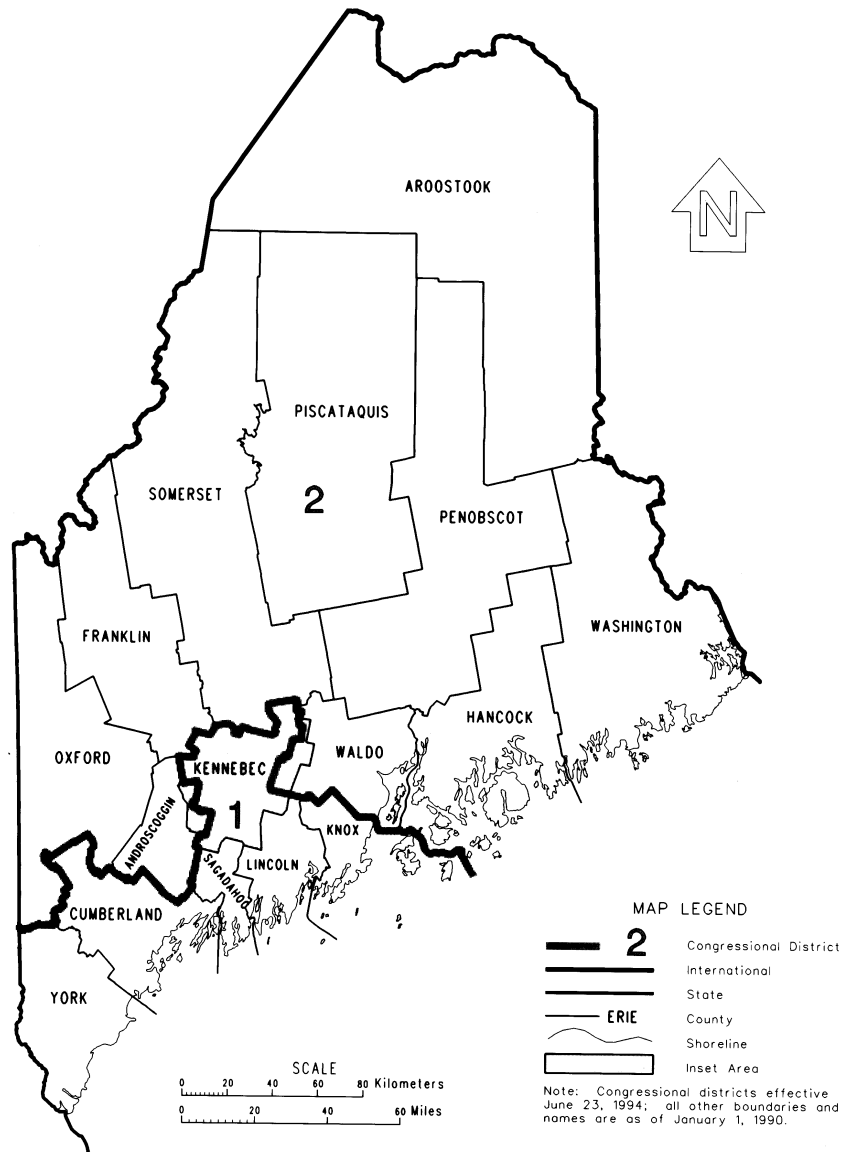 AROOSTOOK
N
PISCATAQUIS
SOMERSET
2
PENOBSCOT
FRANKLIN
WASHINGTON
HANCOCK
OXFORD
WALDO
KENNEBEC
1
ANDROSCOGGIN
KNOX
LINCOLN
SAGADAHOC
CUMBERLAND
YORK
MAP LEGEND
2 Congressional District
International
State
ERIE County
Shoreline
Inset Area
Note: Congressional districts effective
June 23, 1994; all other boundaries and
names are as of January 1, 1990.
SCALE
0 20 40 60 80 Kilometers
0 20 40 60 Miles